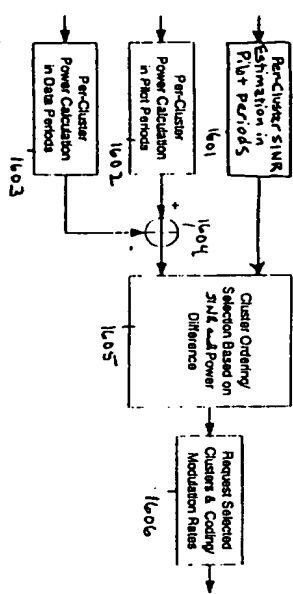 Per-Cluster SINR
Estimation in
Pilot Periods
1601
Per-Cluster
Power Calculation
in Pilot Periods
1602
Per-Cluster
Power Calculation
in Data Periods
1603
+
-
1604
Cluster Ordering/
Selection Based on
SINR and Power
Difference
1605
Request Selected
Clusters & Coding/
Modulation Rates
1606